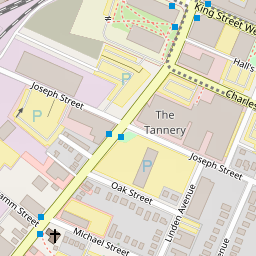 King Street We
Hall's
Joseph Street
P
P
Charles
The
Tannery
Joseph Street
P
Oak Street
Linden Avenue
amm Street
Michael Street